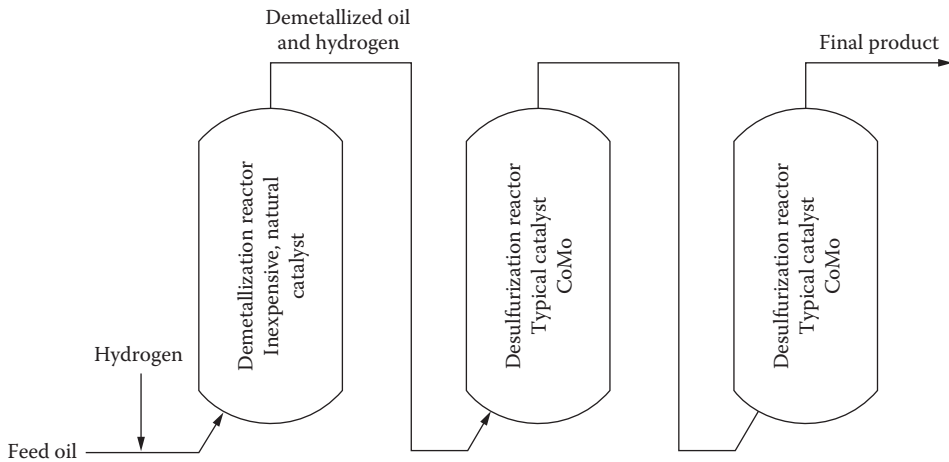 Demetallized oil
and hydrogen
Final product
Demetallization reactor
Inexpensive, natural
catalyst
Desulfurization reactor
Typical catalyst
CoMo
Desulfurization reactor
Typical catalyst
CoMo
Hydrogen
Feed oil